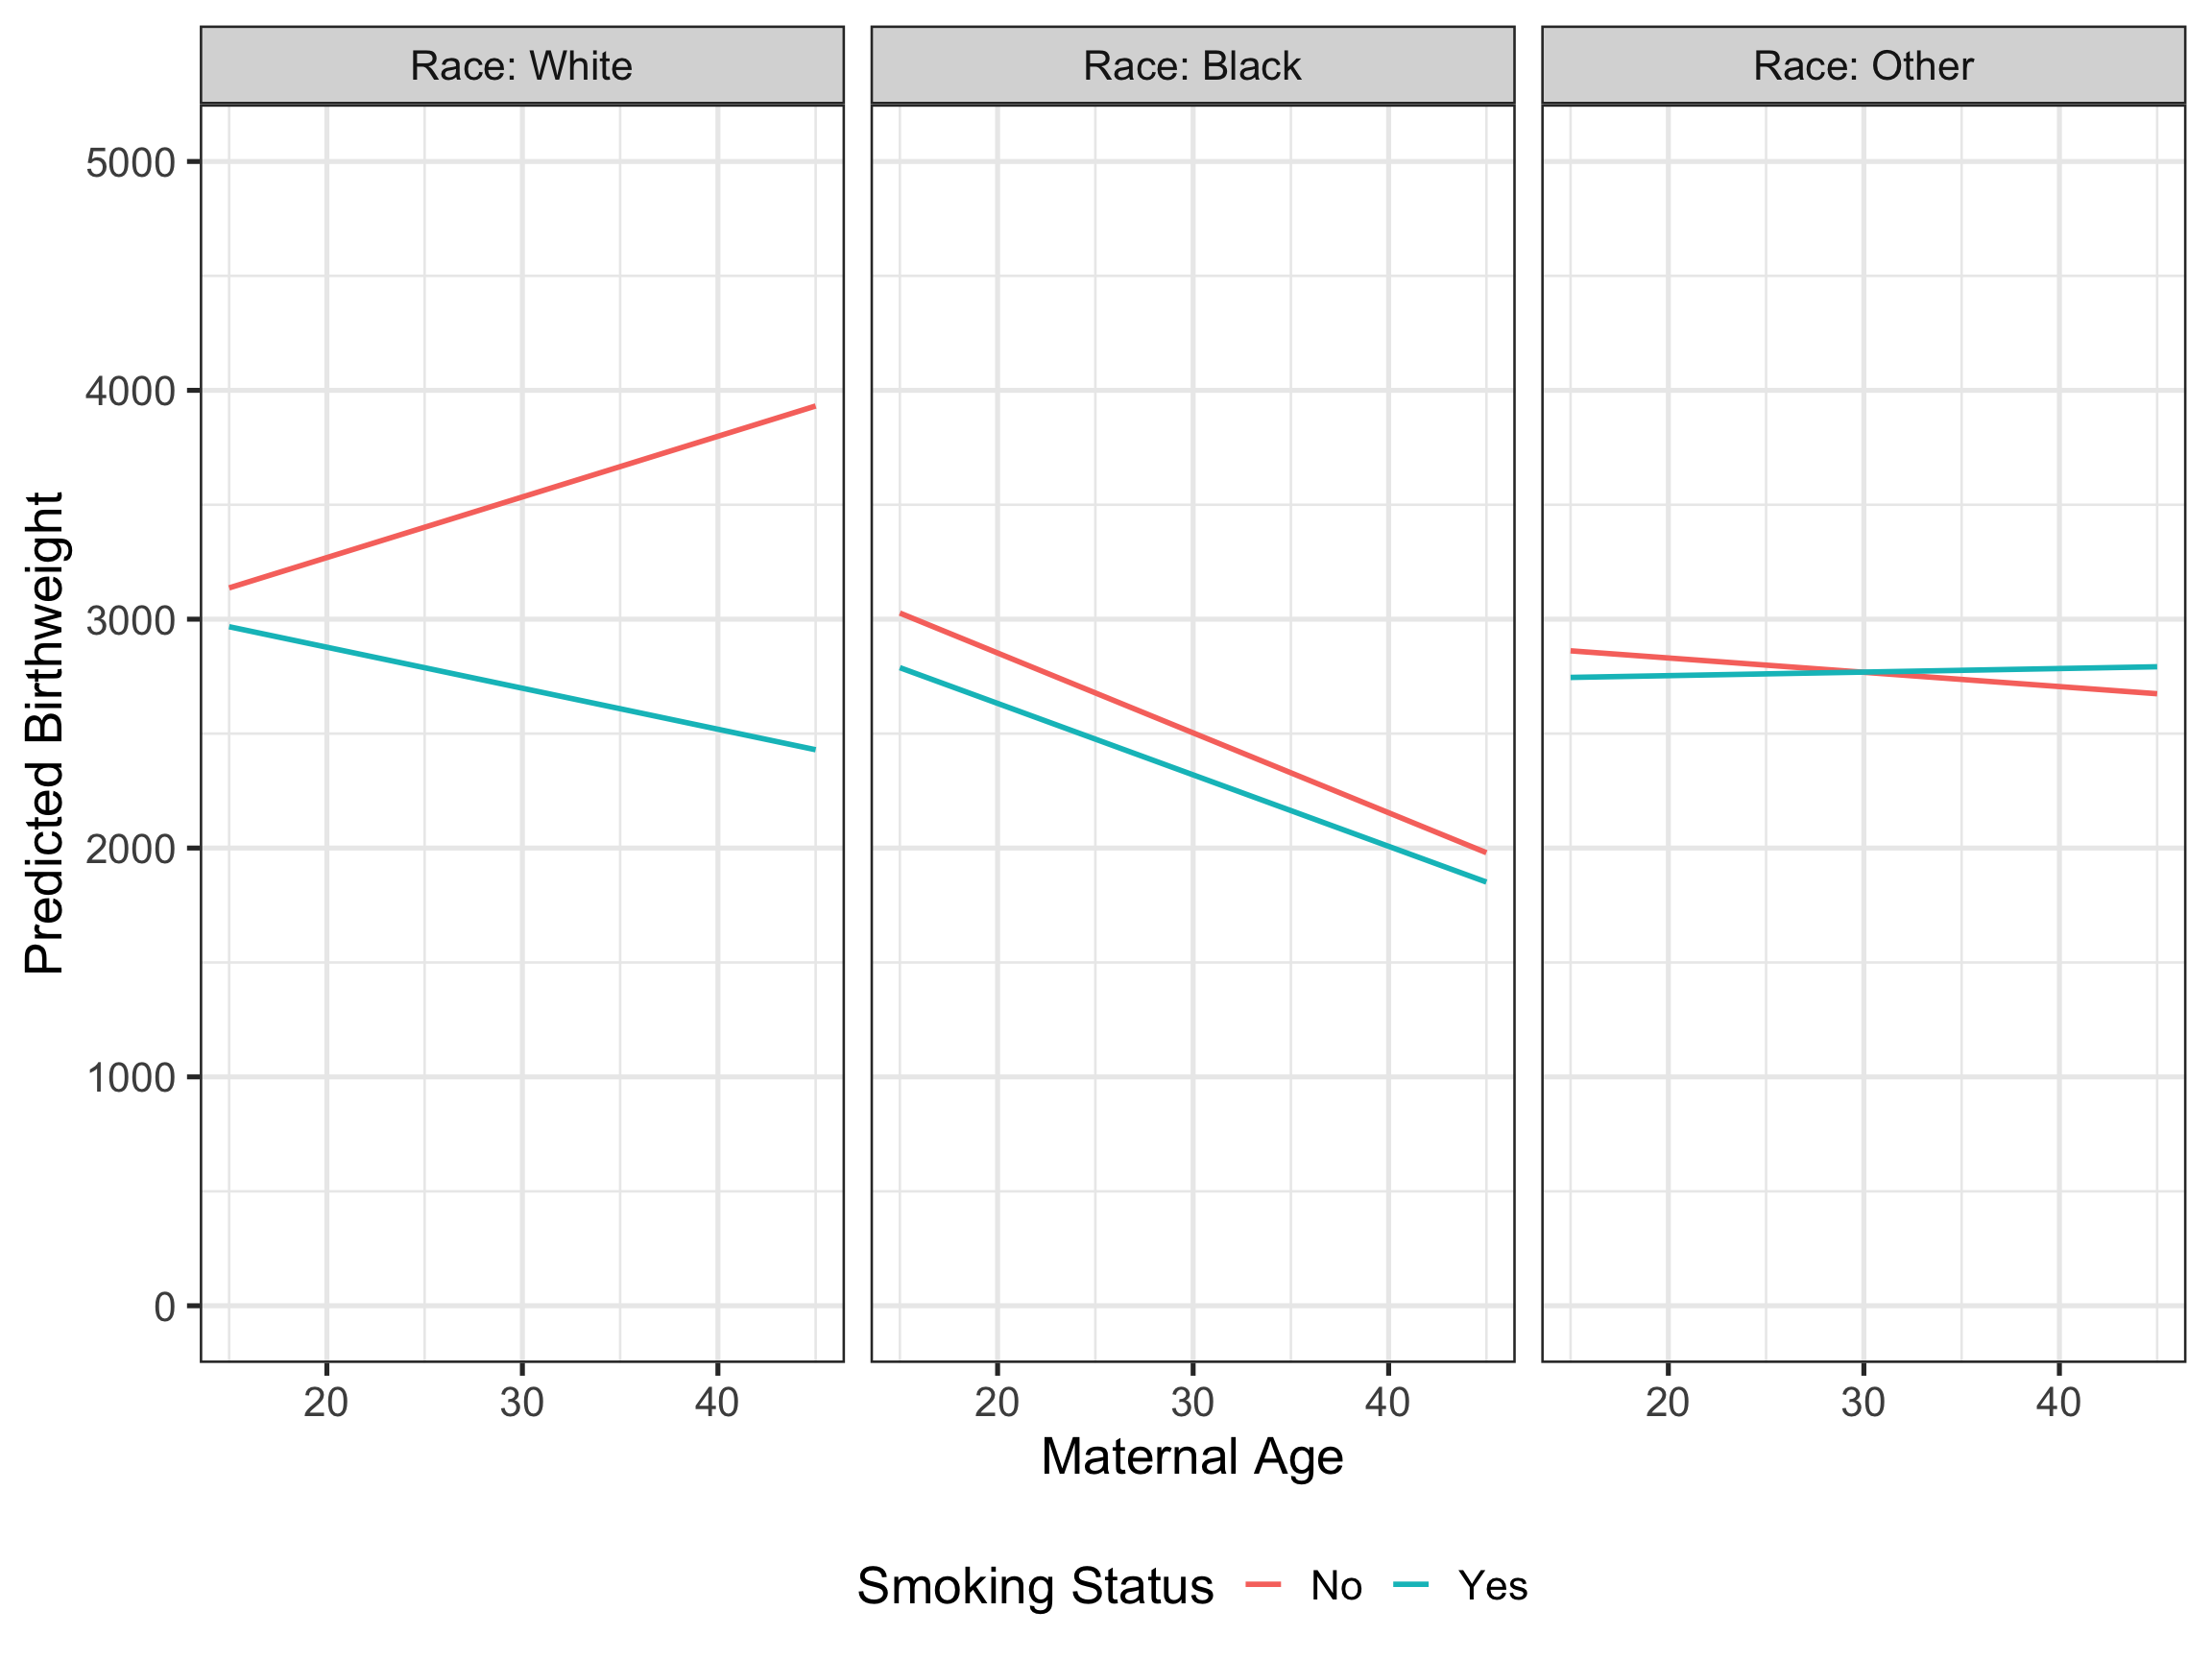 Race: White Race: Black Race: Other
5000
4000
3000
2000
1000
0
Predicted Birthweight
20 30 40 20 30 40 20 30 40
Maternal Age
Smoking Status No Yes